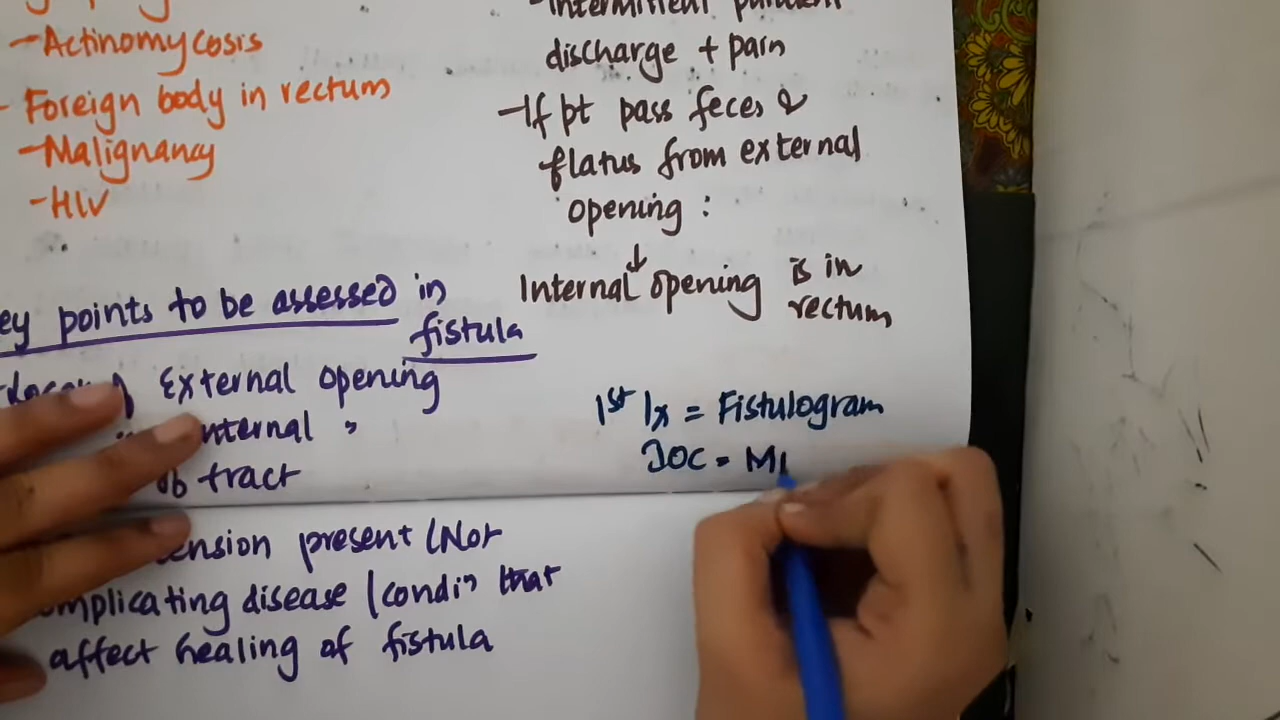 -Actinomycosis
- Foreign body in rectum
-Malignancy
-HIV
ey points to be assessed in
fistula
External opening
nternal "
ob tract
ension present (Not
omplicating disease (condiⁿ that
affect healing of fistula
-Intermittent purulent
discharge + pain
-If pt pass feces &
flatus from external
opening :
↓
Internal opening is in
rectum
1st Ix = Fistulogram
IOC = MI